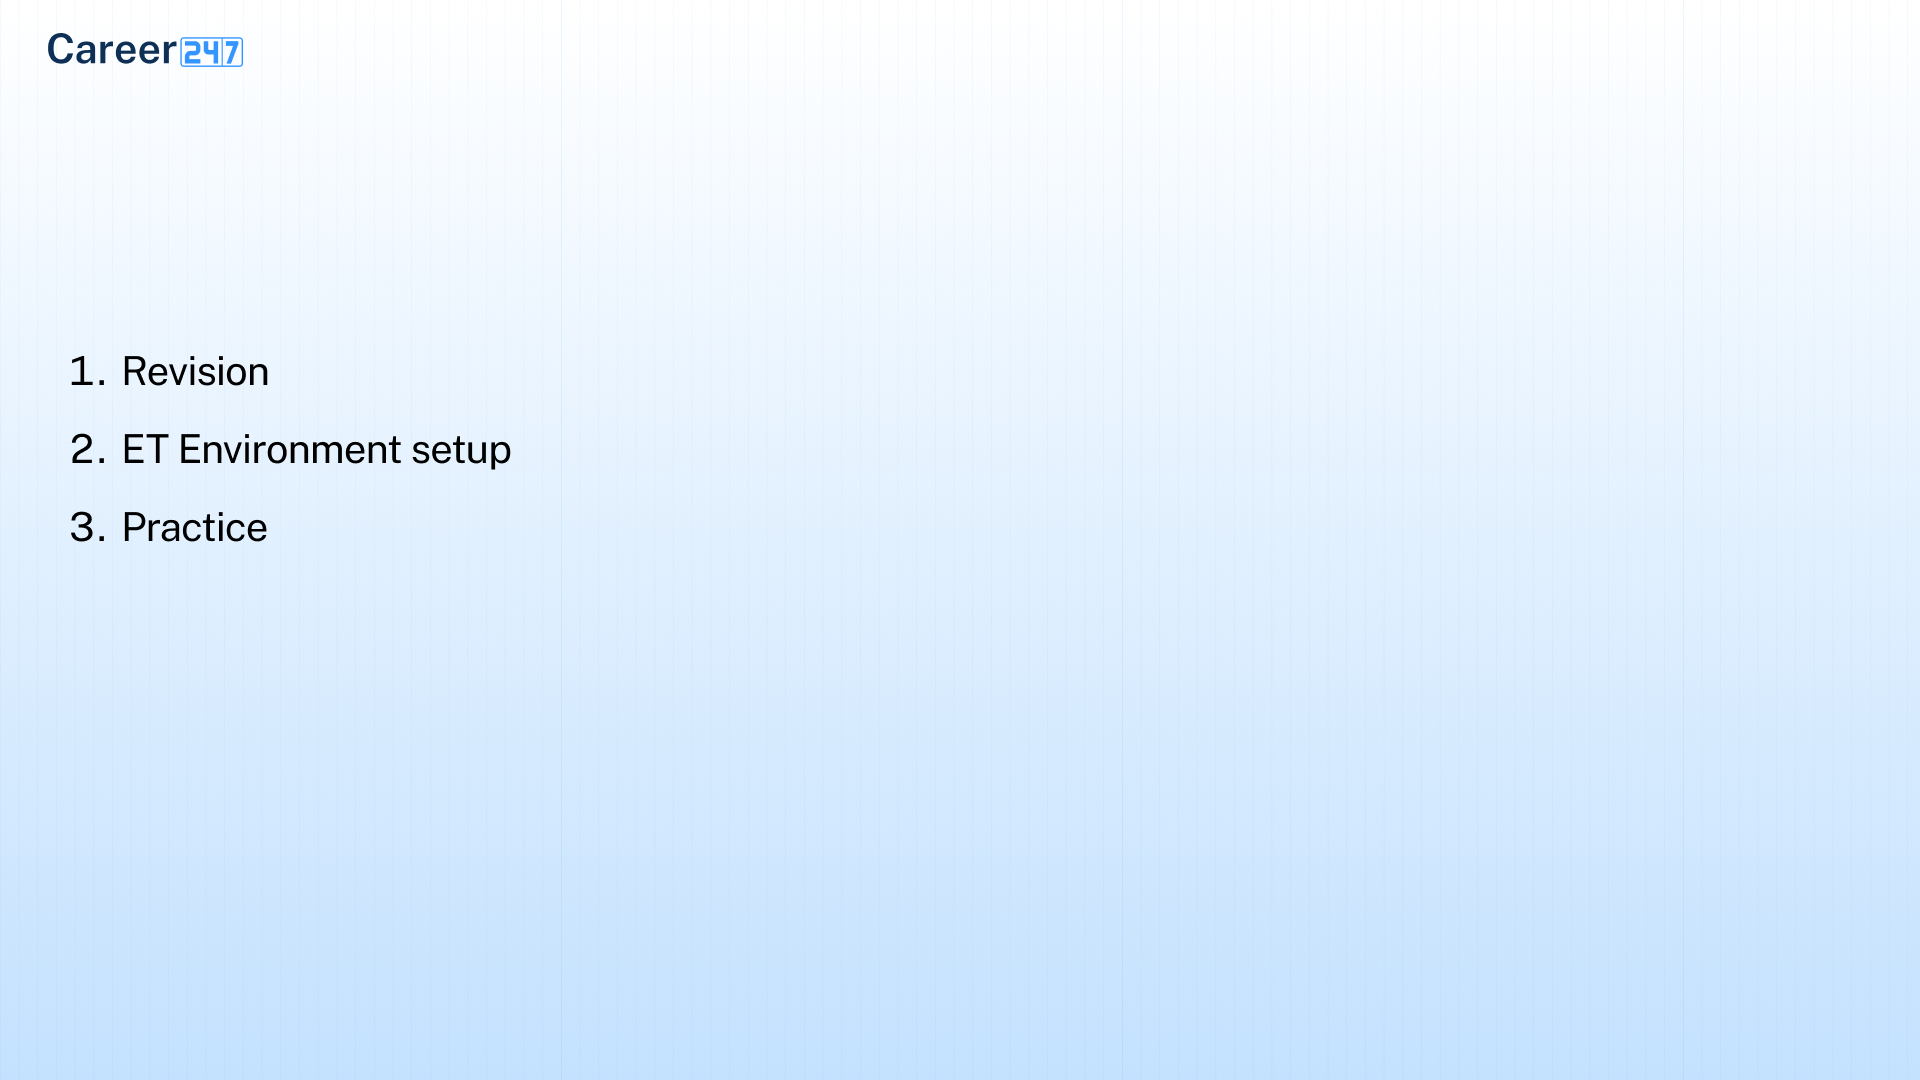 Career247
1. Revision
2. ET Environment setup
3. Practice